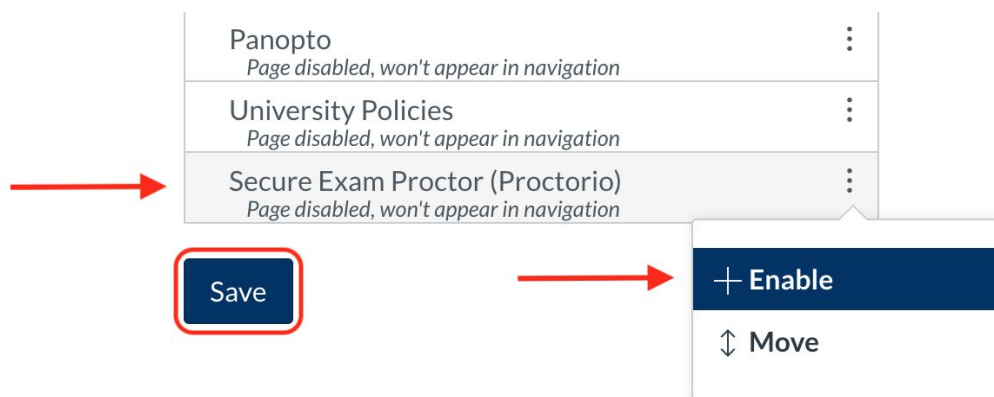 Panopto
Page disabled, won't appear in navigation
University Policies
Page disabled, won't appear in navigation
Secure Exam Proctor (Proctorio)
Page disabled, won't appear in navigation
Save
Enable
Move